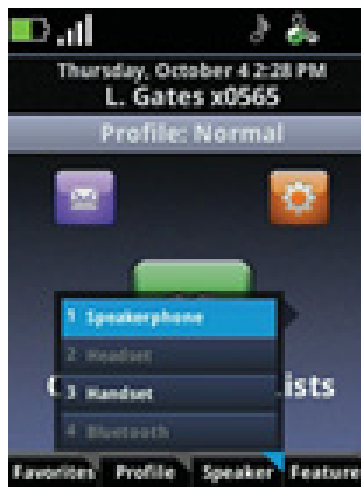 Thursday, October 4 2:28 PM
L. Gates x0565
Profile: Normal
1 Speakerphone
2 Headset
3 Handset
ists
4 Bluetooth
Favorites Profile Speaker Feature